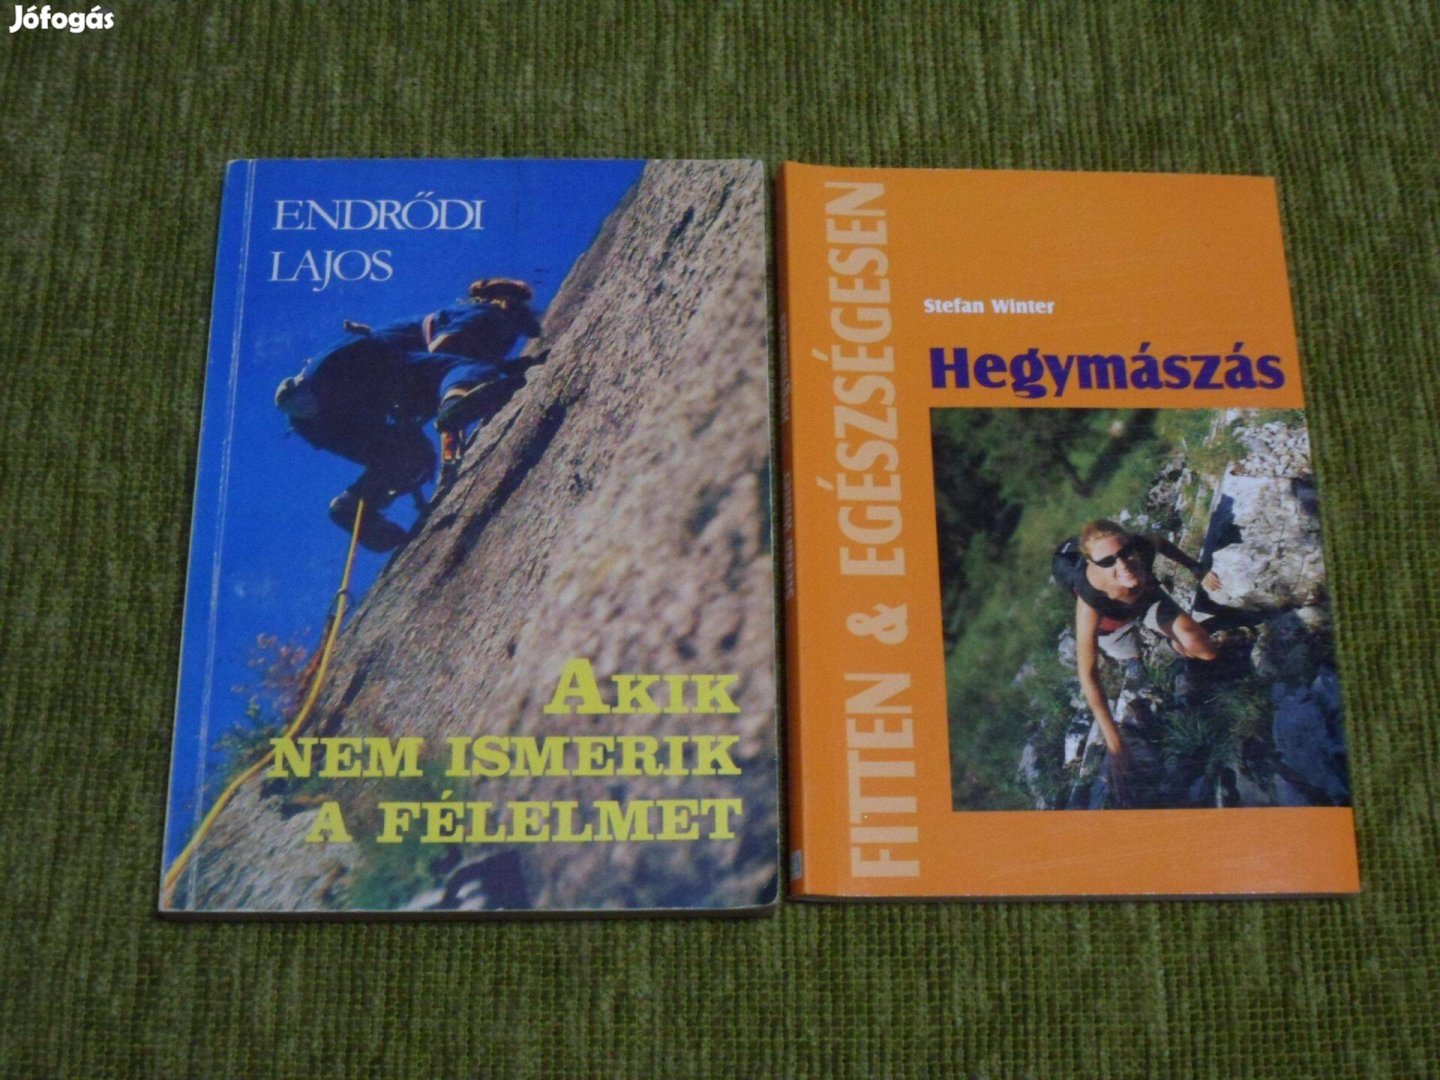 Jófogás
ENDRŐDI
LAJOS
AKIK
NEM ISMERIK
A FÉLELMET
FITTEN & EGÉSZSÉGESEN
Stefan Winter
Hegymászás